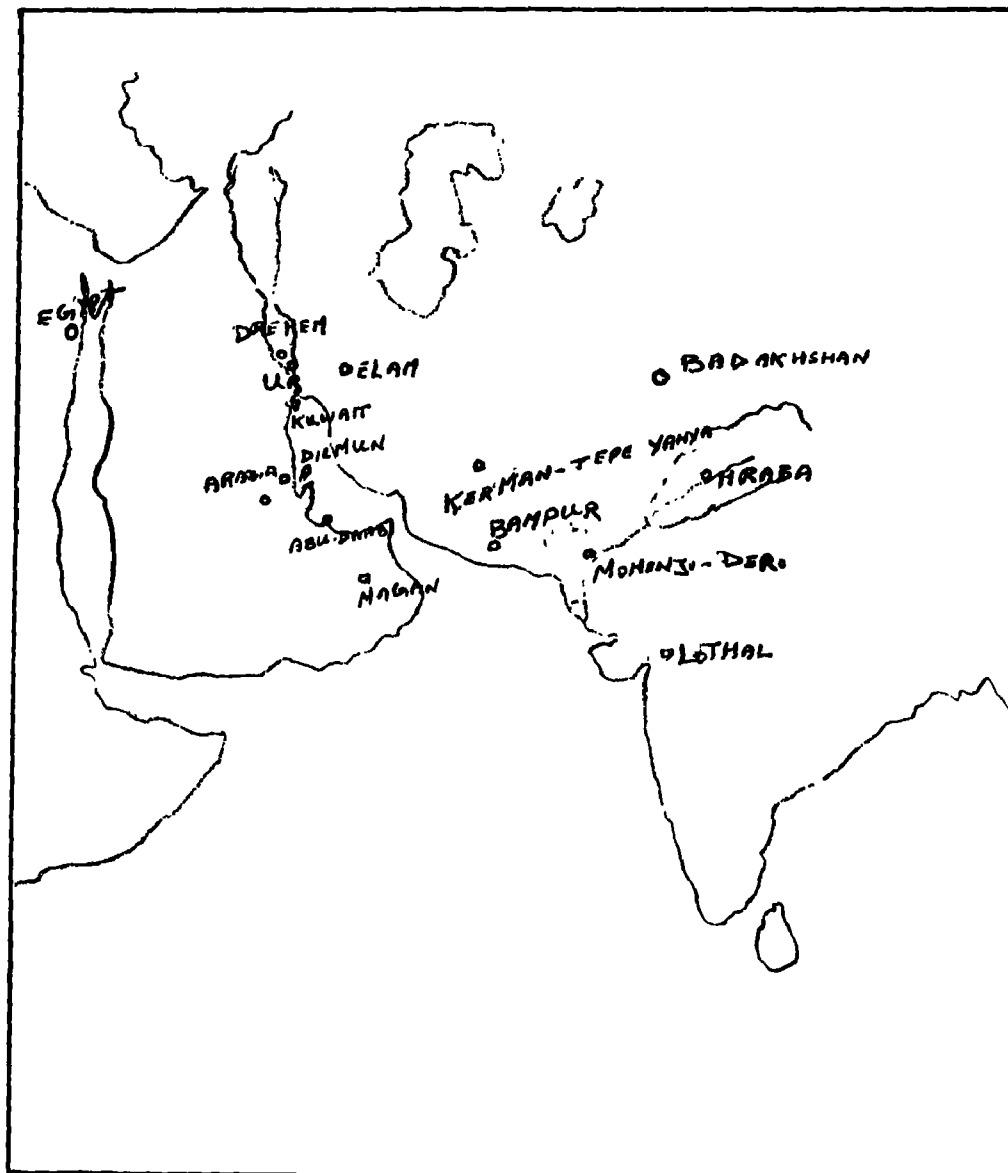 EGYPT
DREHEM
UR
ELAM
BADAKHSHAN
KUWAIT
DILMUN
ARABIA
KERMAN-TEPE YAHYA
HRABA
ABU-DHABI
BAMPUR
MOHENJO-DERO
MAGAN
LOTHAL